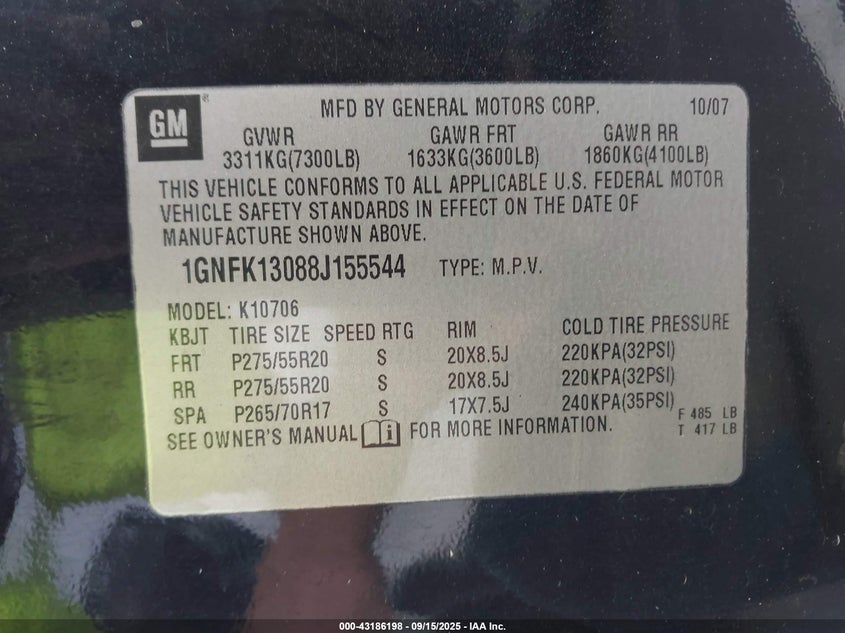 GM
MFD BY GENERAL MOTORS CORP. 10/07
GVWR GAWR FRT GAWR RR
3311KG(7300LB) 1633KG(3600LB) 1860KG(4100LB)
THIS VEHICLE CONFORMS TO ALL APPLICABLE U.S. FEDERAL MOTOR
VEHICLE SAFETY STANDARDS IN EFFECT ON THE DATE OF
MANUFACTURE SHOWN ABOVE.
1GNFK13088J155544 TYPE: M.P.V.
MODEL: K10706
KBJT TIRE SIZE SPEED RTG RIM COLD TIRE PRESSURE
FRT P275/55R20 S 20X8.5J 220KPA(32PSI)
RR P275/55R20 S 20X8.5J 220KPA(32PSI)
SPA P265/70R17 S 17X7.5J 240KPA(35PSI)
F 485 LB
SEE OWNER'S MANUAL i FOR MORE INFORMATION.
T 417 LB
000-43186198 - 09/15/2025 - IAA Inc.